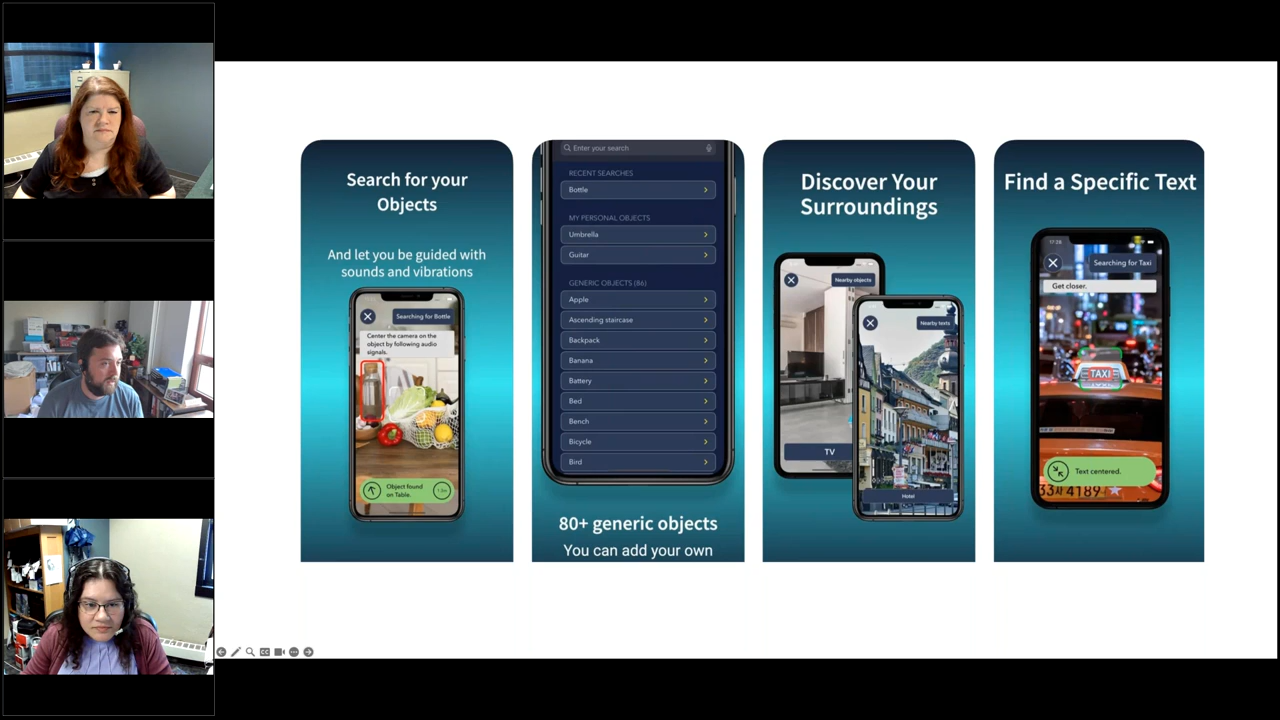 Search for your
Objects
And let you be guided with
sounds and vibrations
Searching for Bottle
Center the camera on the
object by following audio
signals.
Object found
on Table.
Enter your search
RECENT SEARCHES
Bottle
MY PERSONAL OBJECTS
Umbrella
Guitar
GENERIC OBJECTS (86)
Apple
Ascending staircase
Backpack
Banana
Battery
Bed
Bench
Bicycle
Bird
80+ generic objects
You can add your own
Discover Your
Surroundings
Nearby objects
TV
Nearby texts
Hotel
Find a Specific Text
17:26
Searching for Taxi
Get closer.
TAXI
Text centered.
33A 4189